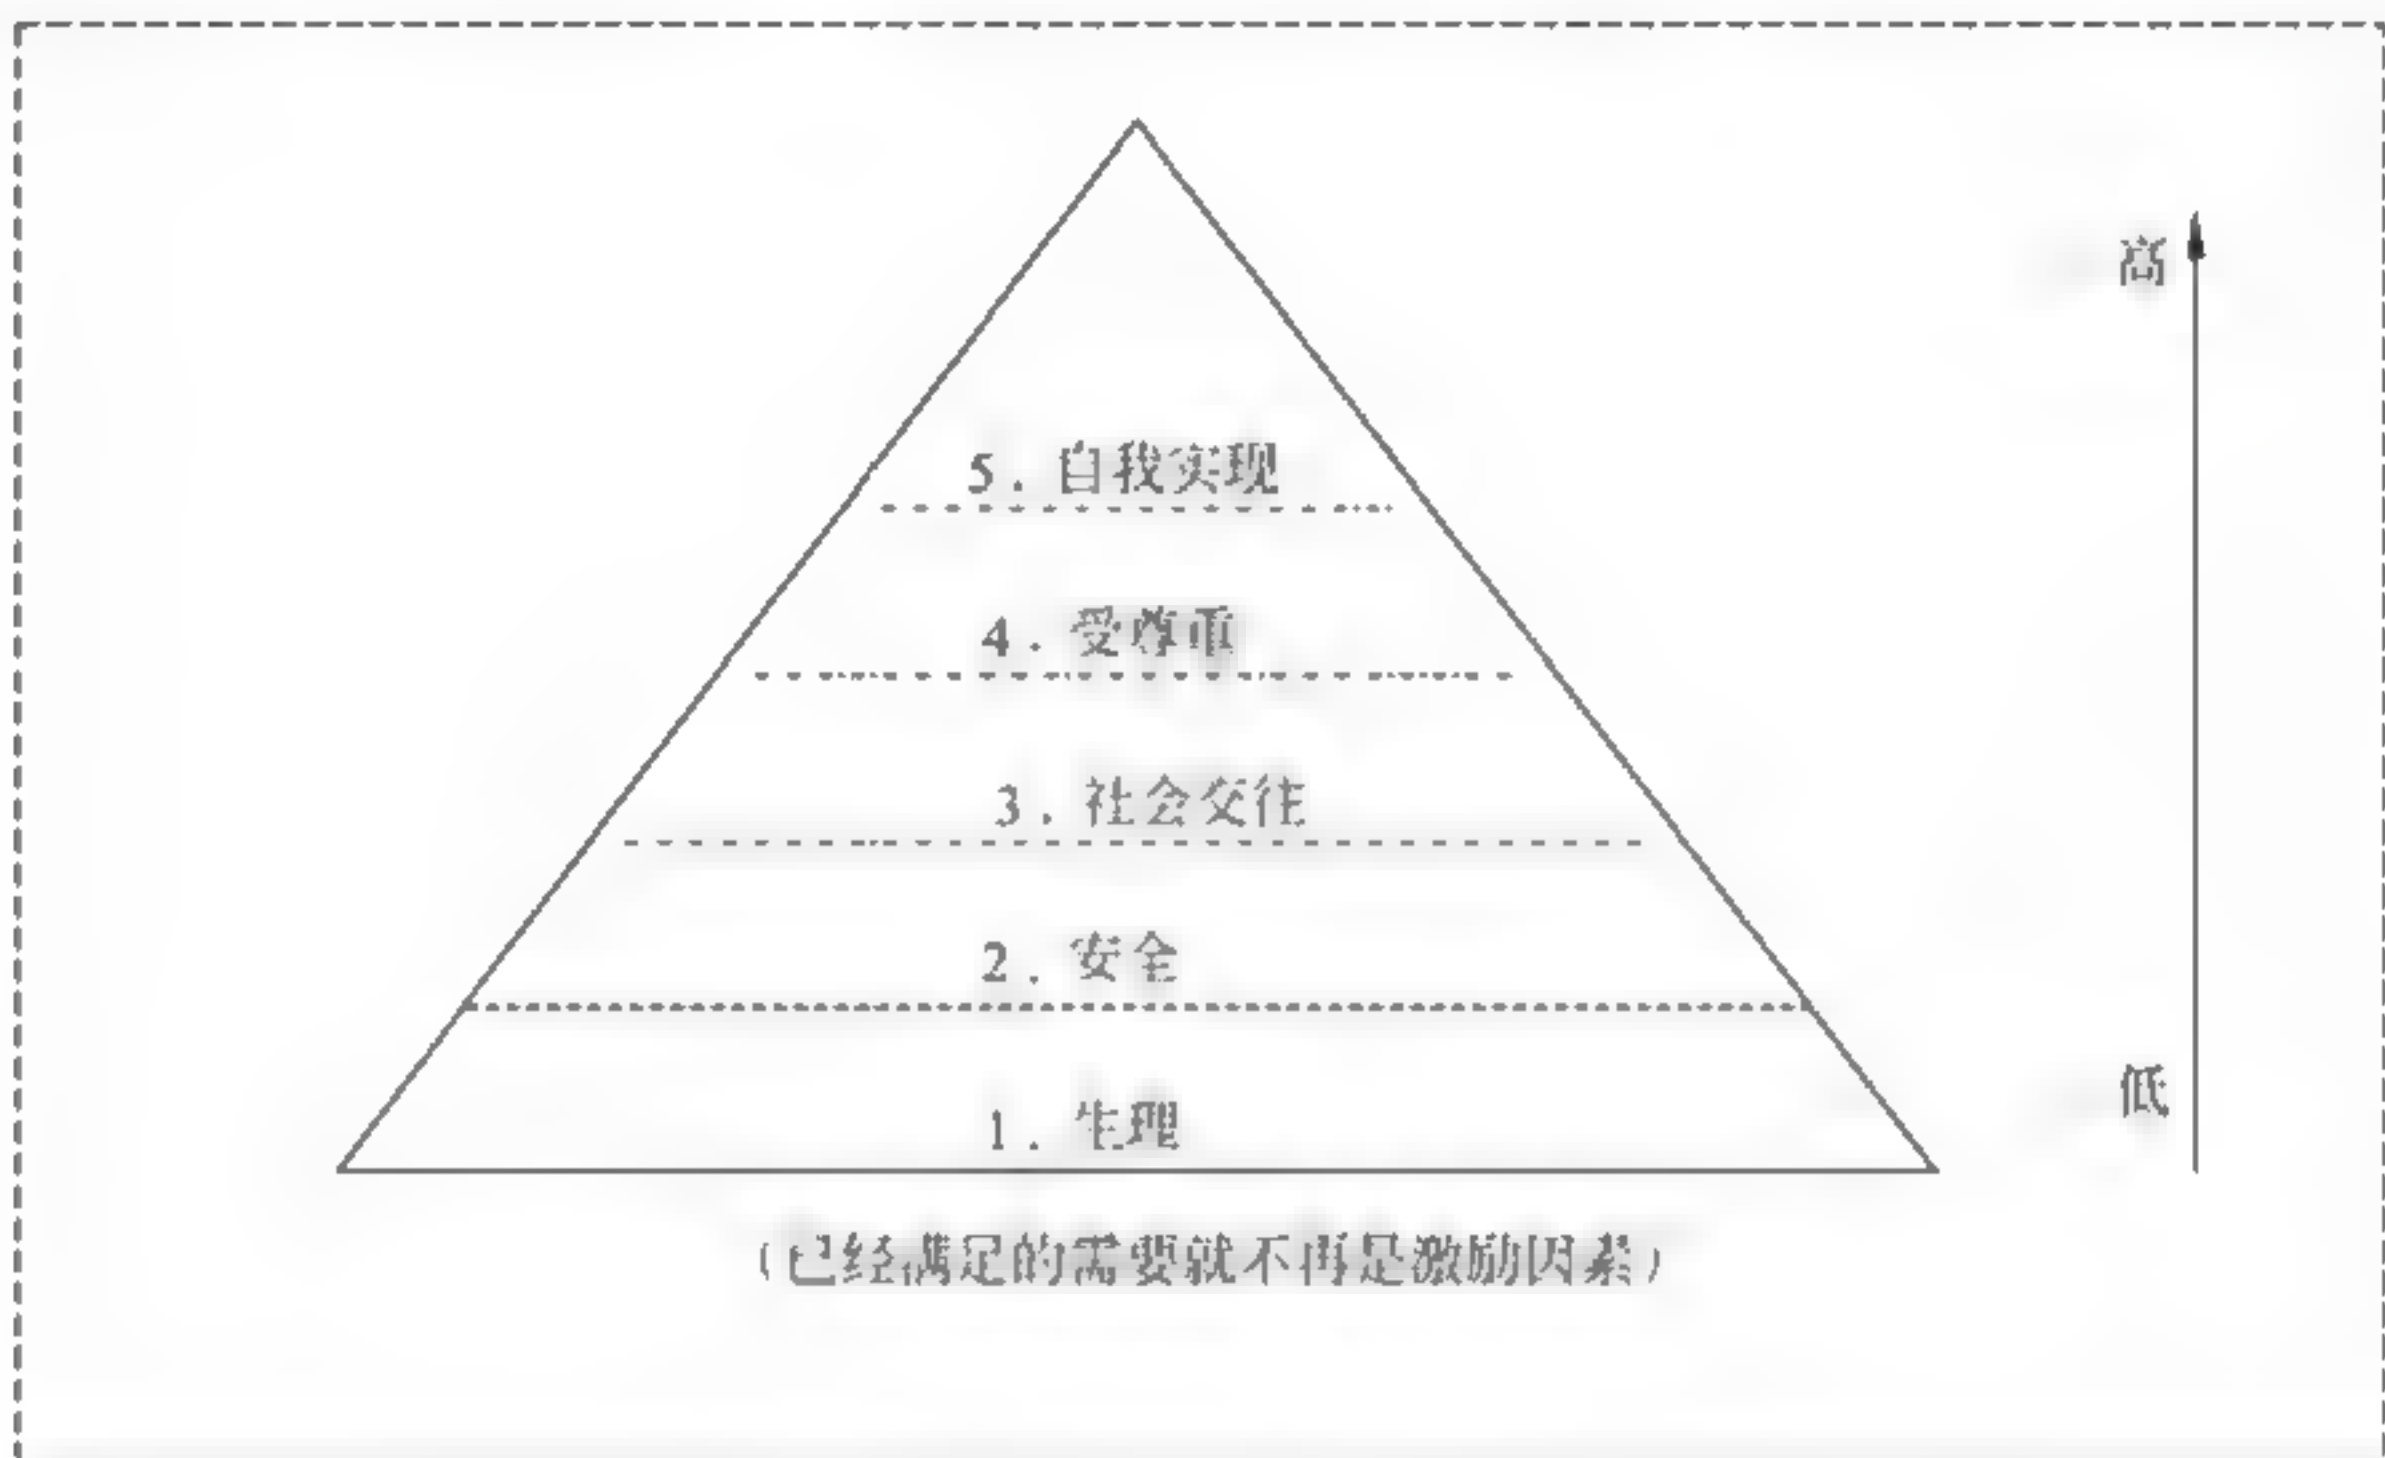 高
5. 自我实现
4. 受尊重
3. 社会交往
2. 安全
低
1. 生理
(已经满足的需要就不再是激励因素)